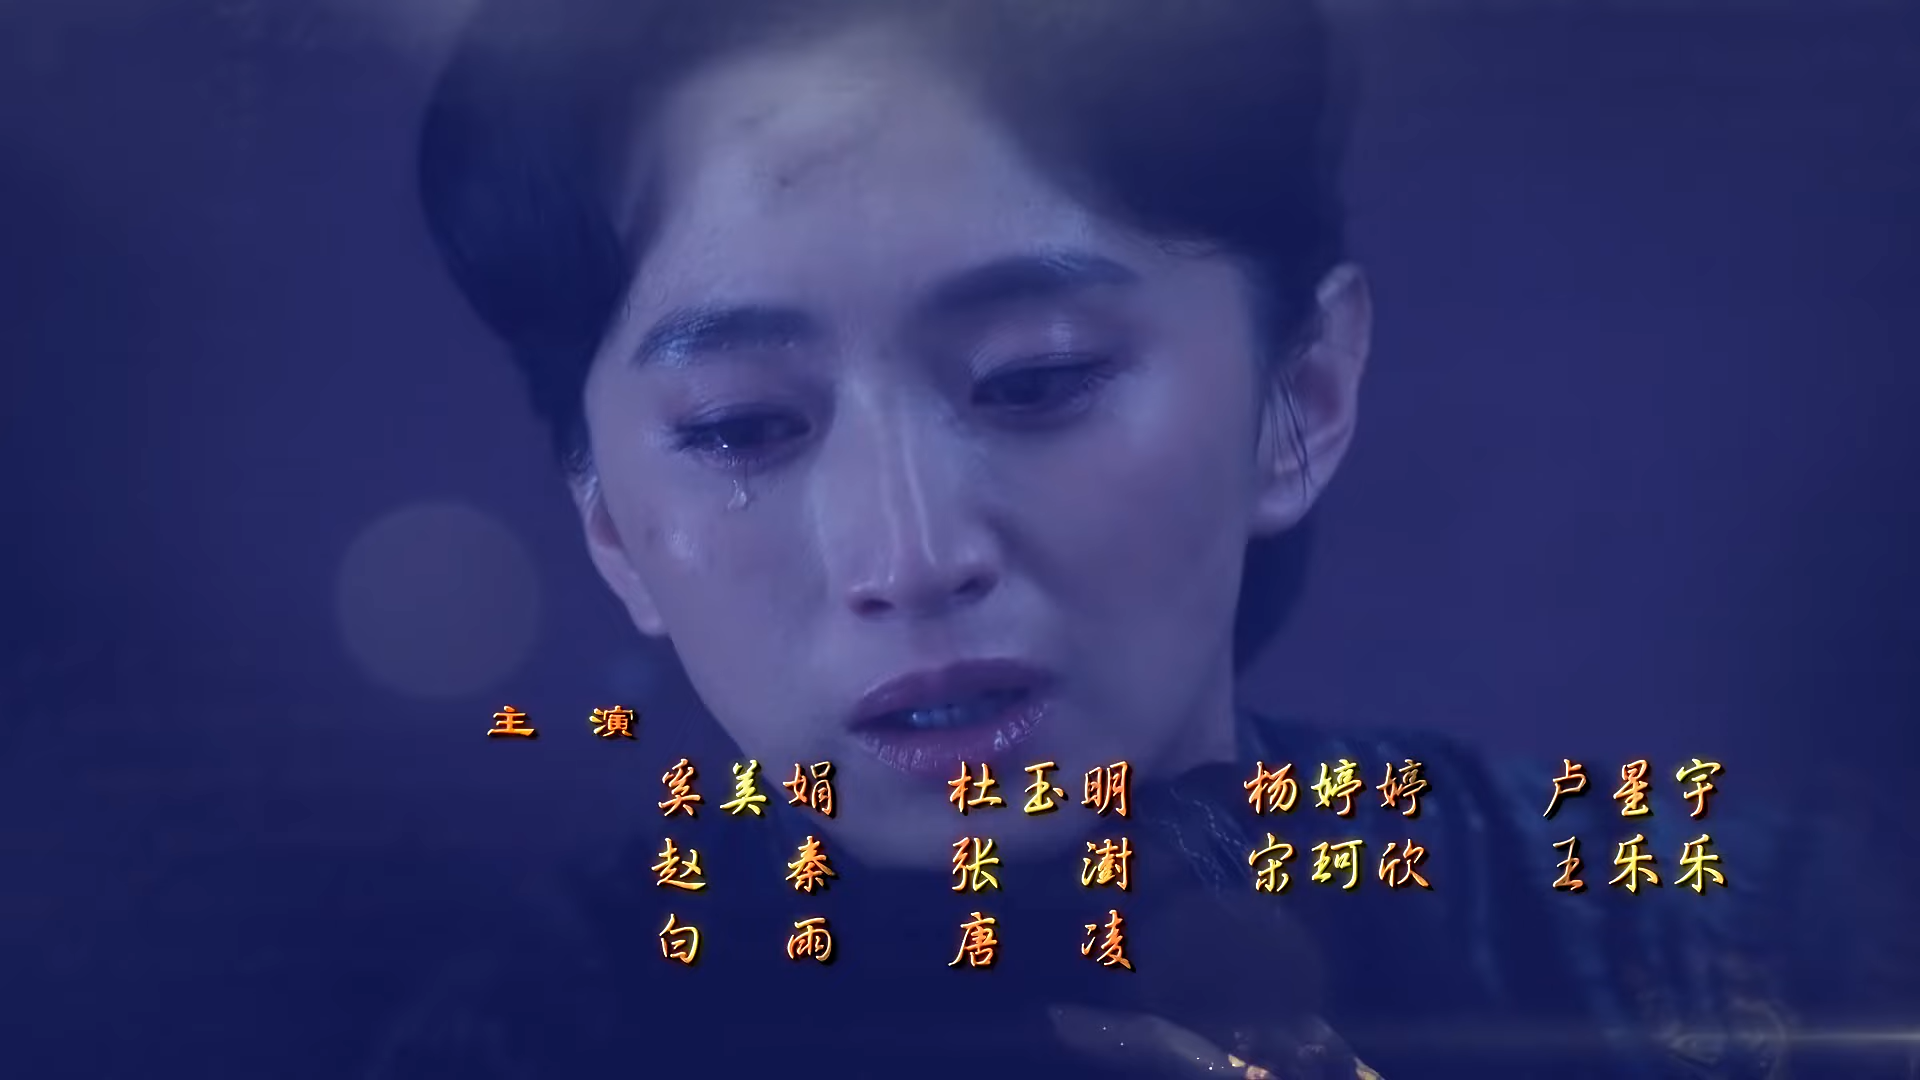 主演
奚美娟 杜玉明 杨婷婷 卢星宇
赵秦 张澍 宋珂欣 王乐乐
白雨 唐凌